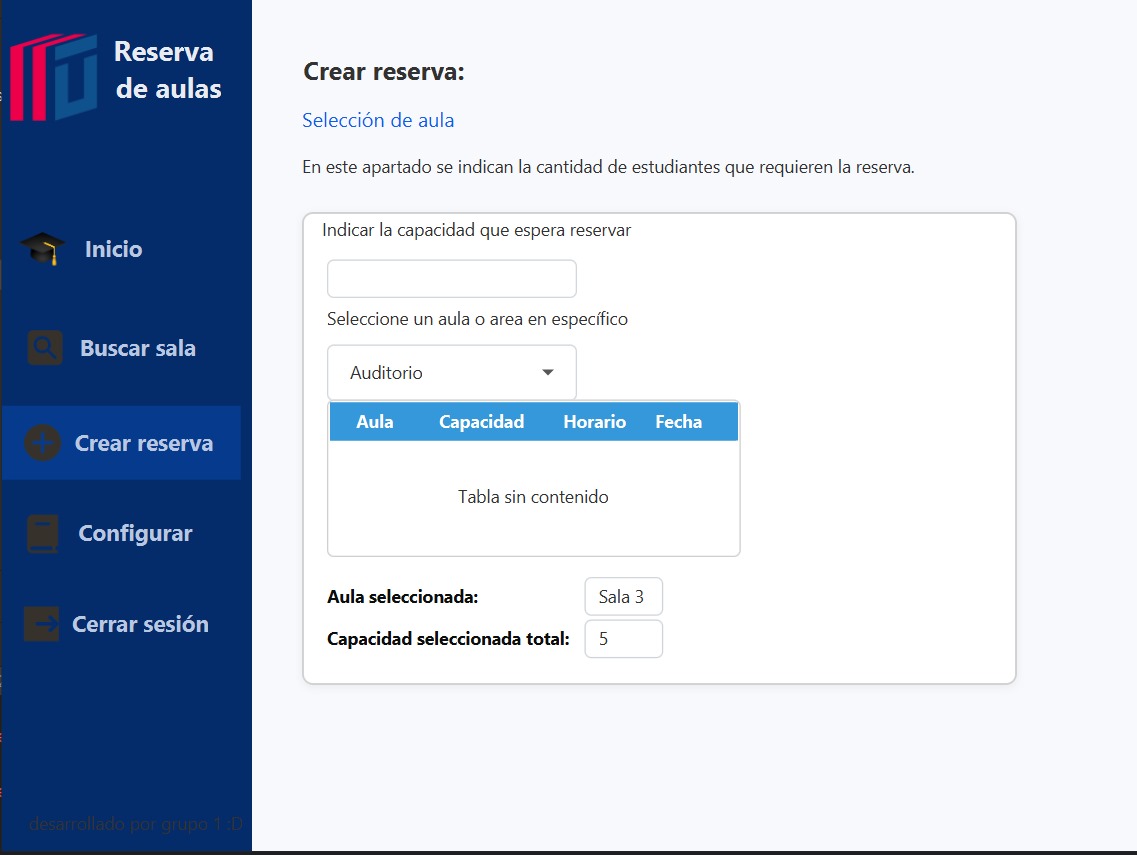 Reserva
de aulas
Inicio
Buscar sala
Crear reserva
Configurar
Cerrar sesión
desarrollado por grupo 1 :D
Crear reserva:
Selección de aula
En este apartado se indican la cantidad de estudiantes que requieren la reserva.
Indicar la capacidad que espera reservar
Seleccione un aula o area en específico
Auditorio
Aula Capacidad Horario Fecha
Tabla sin contenido
Aula seleccionada: Sala 3
Capacidad seleccionada total: 5